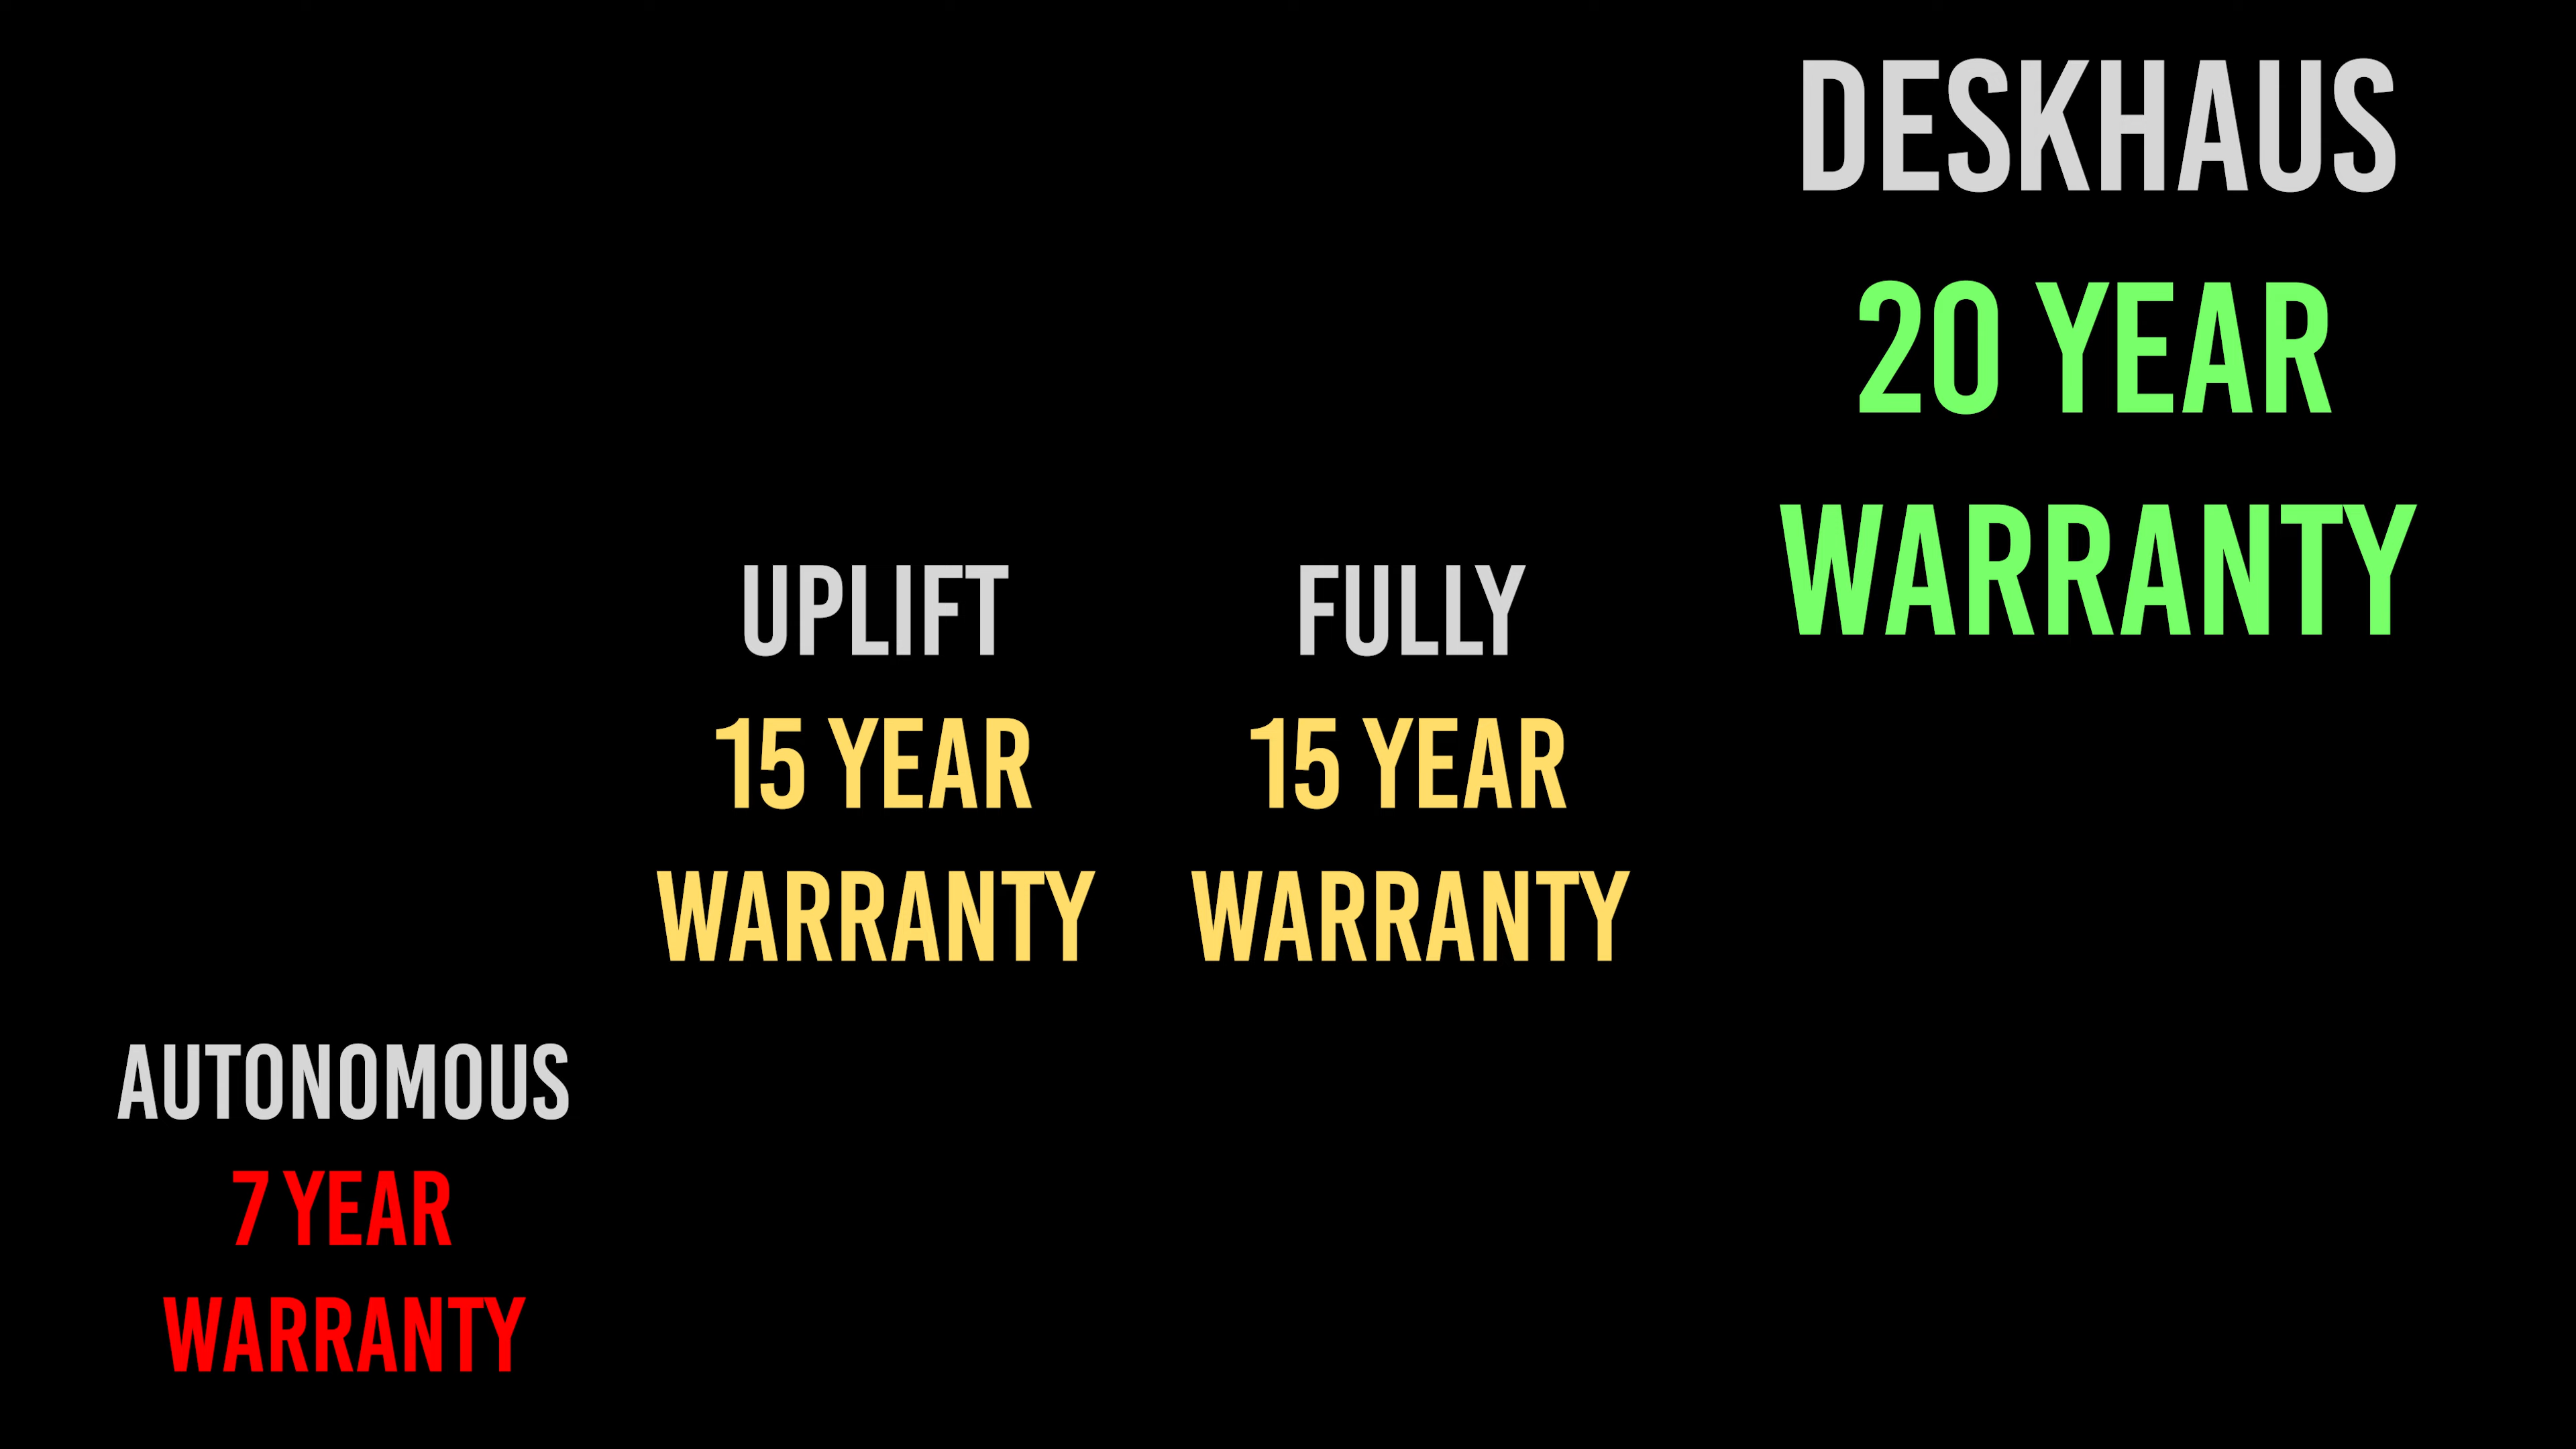 DESKHAUS
20 YEAR
WARRANTY
UPLIFT
15 YEAR
WARRANTY
FULLY
15 YEAR
WARRANTY
AUTONOMOUS
7 YEAR
WARRANTY